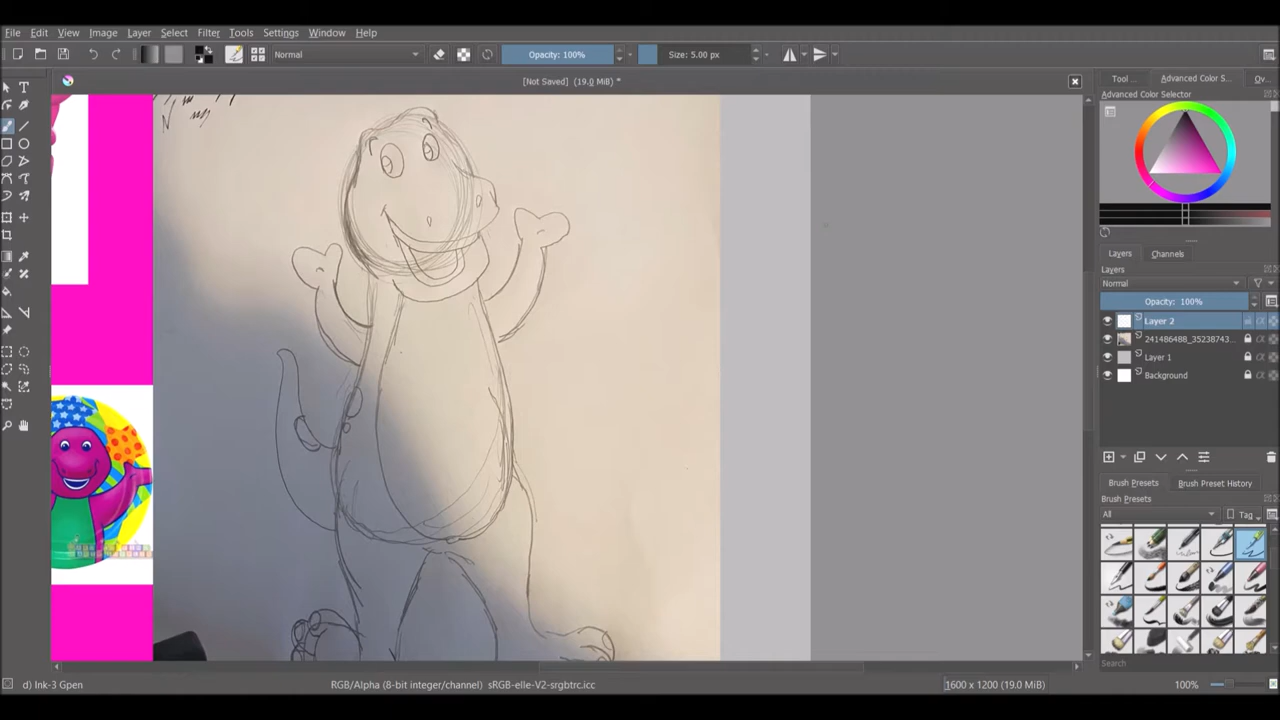 File Edit View Image Layer Select Filter Tools Settings Window Help
Normal Opacity: 100% Size: 5.00 px
[Not Saved] (19.0 MiB) *
Tool ... Advanced Color S... Ov...
Advanced Color Selector
Layers Channels
Layers
Normal
Opacity: 100%
Layer 2
241486488_35238743...
Layer 1
Background
Brush Presets Brush Preset History
Brush Presets
All Tag
Search
d) Ink-3 Gpen RGB/Alpha (8-bit integer/channel) sRGB-elle-V2-srgbtrc.icc 1600 x 1200 (19.0 MiB) 100%